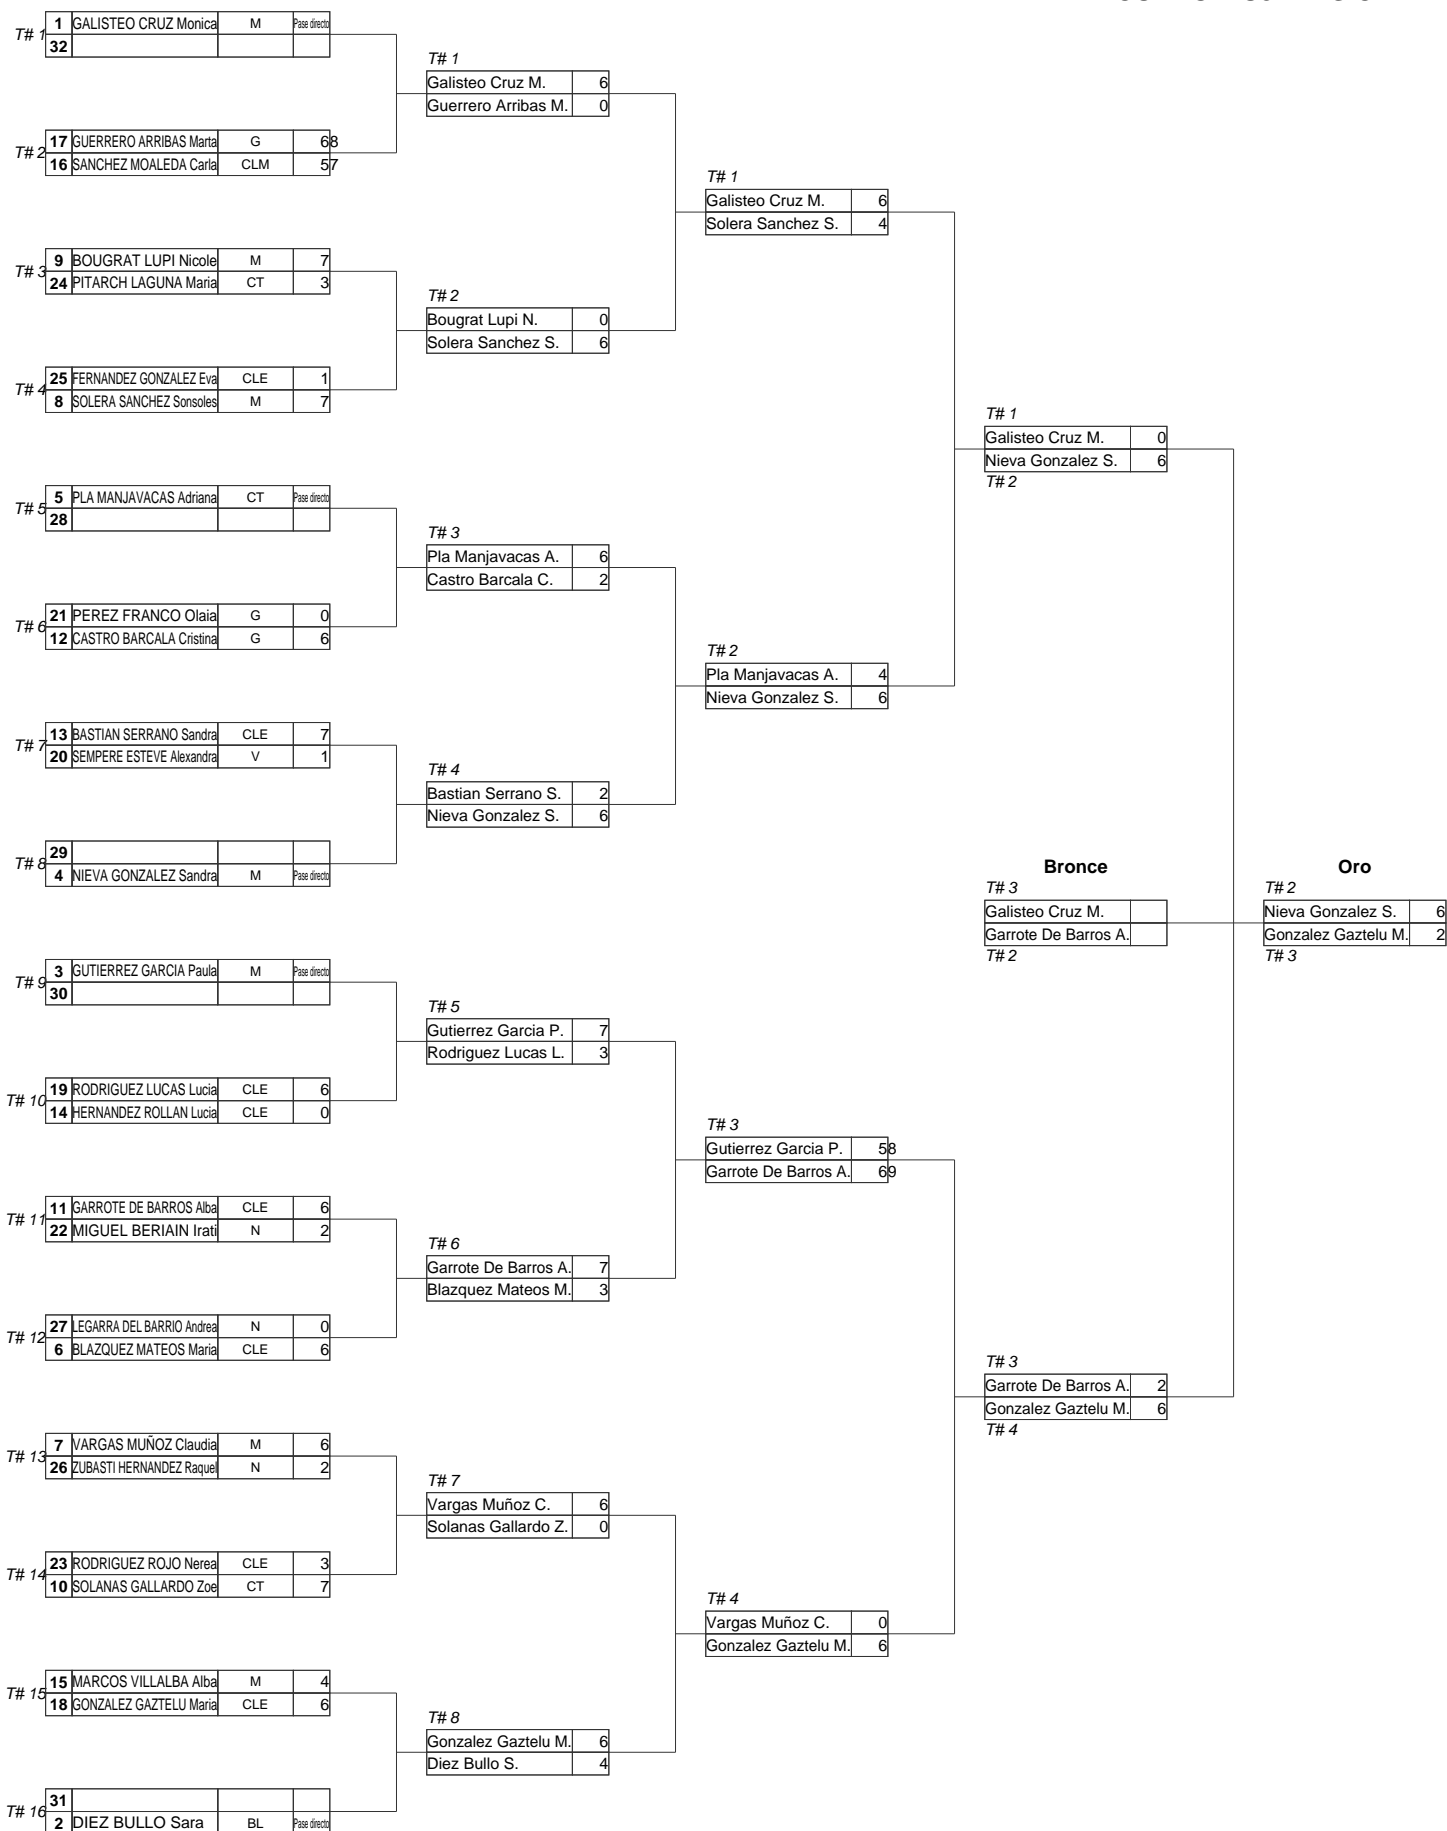 T# 1
1 GALISTEO CRUZ Monica M Pase directo
32
T# 2
17 GUERRERO ARRIBAS Marta G 68
16 SANCHEZ MOALEDA Carla CLM 57
T# 3
9 BOUGRAT LUPI Nicole M 7
24 PITARCH LAGUNA Maria CT 3
T# 4
25 FERNANDEZ GONZALEZ Eva CLE 1
8 SOLERA SANCHEZ Sonsoles M 7
T# 5
5 PLA MANJAVACAS Adriana CT Pase directo
28
T# 6
21 PEREZ FRANCO Olaia G 0
12 CASTRO BARCALA Cristina G 6
T# 7
13 BASTIAN SERRANO Sandra CLE 7
20 SEMPERE ESTEVE Alexandra V 1
T# 8
29
4 NIEVA GONZALEZ Sandra M Pase directo
T# 9
3 GUTIERREZ GARCIA Paula M Pase directo
30
T# 10
19 RODRIGUEZ LUCAS Lucia CLE 6
14 HERNANDEZ ROLLAN Lucia CLE 0
T# 11
11 GARROTE DE BARROS Alba CLE 6
22 MIGUEL BERIAIN Irati N 2
T# 12
27 LEGARRA DEL BARRIO Andrea N 0
6 BLAZQUEZ MATEOS Maria CLE 6
T# 13
7 VARGAS MUÑOZ Claudia M 6
26 ZUBASTI HERNANDEZ Raquel N 2
T# 14
23 RODRIGUEZ ROJO Nerea CLE 3
10 SOLANAS GALLARDO Zoe CT 7
T# 15
15 MARCOS VILLALBA Alba M 4
18 GONZALEZ GAZTELU Maria CLE 6
T# 16
31
2 DIEZ BULLO Sara BL Pase directo
T# 1
Galisteo Cruz M. 6
Guerrero Arribas M. 0
T# 2
Bougrat Lupi N. 0
Solera Sanchez S. 6
T# 3
Pla Manjavacas A. 6
Castro Barcala C. 2
T# 4
Bastian Serrano S. 2
Nieva Gonzalez S. 6
T# 5
Gutierrez Garcia P. 7
Rodriguez Lucas L. 3
T# 6
Garrote De Barros A. 7
Blazquez Mateos M. 3
T# 7
Vargas Muñoz C. 6
Solanas Gallardo Z. 0
T# 8
Gonzalez Gaztelu M. 6
Diez Bullo S. 4
T# 1
Galisteo Cruz M. 6
Solera Sanchez S. 4
T# 2
Pla Manjavacas A. 4
Nieva Gonzalez S. 6
T# 3
Gutierrez Garcia P. 58
Garrote De Barros A. 69
T# 4
Vargas Muñoz C. 0
Gonzalez Gaztelu M. 6
T# 1
Galisteo Cruz M. 0
Nieva Gonzalez S. 6
T# 2
Bronce
T# 3
Galisteo Cruz M.
Garrote De Barros A.
T# 2
T# 3
Garrote De Barros A. 2
Gonzalez Gaztelu M. 6
T# 4
Oro
T# 2
Nieva Gonzalez S. 6
Gonzalez Gaztelu M. 2
T# 3